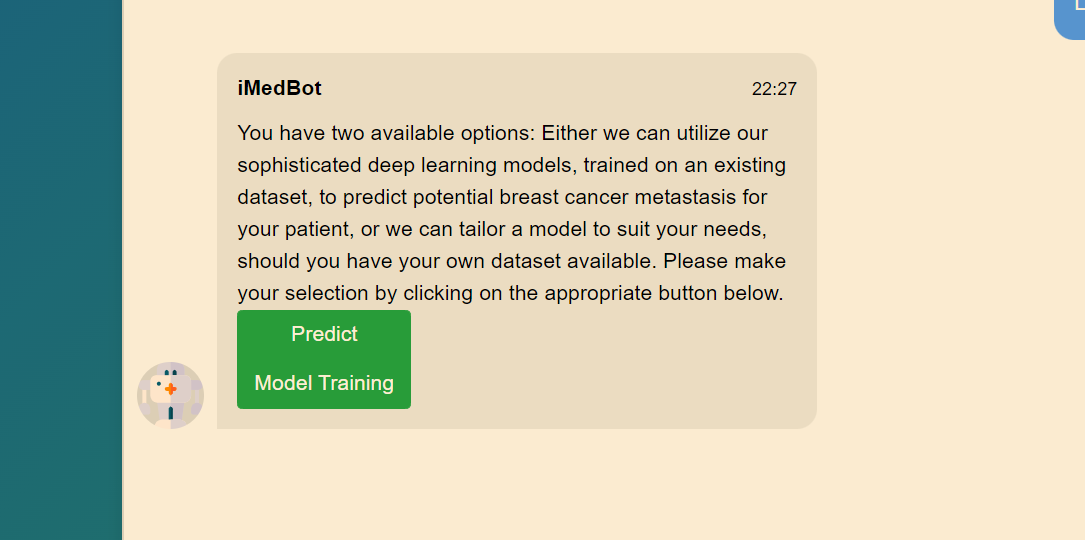 iMedBot 22:27
You have two available options: Either we can utilize our
sophisticated deep learning models, trained on an existing
dataset, to predict potential breast cancer metastasis for
your patient, or we can tailor a model to suit your needs,
should you have your own dataset available. Please make
your selection by clicking on the appropriate button below.
Predict
Model Training